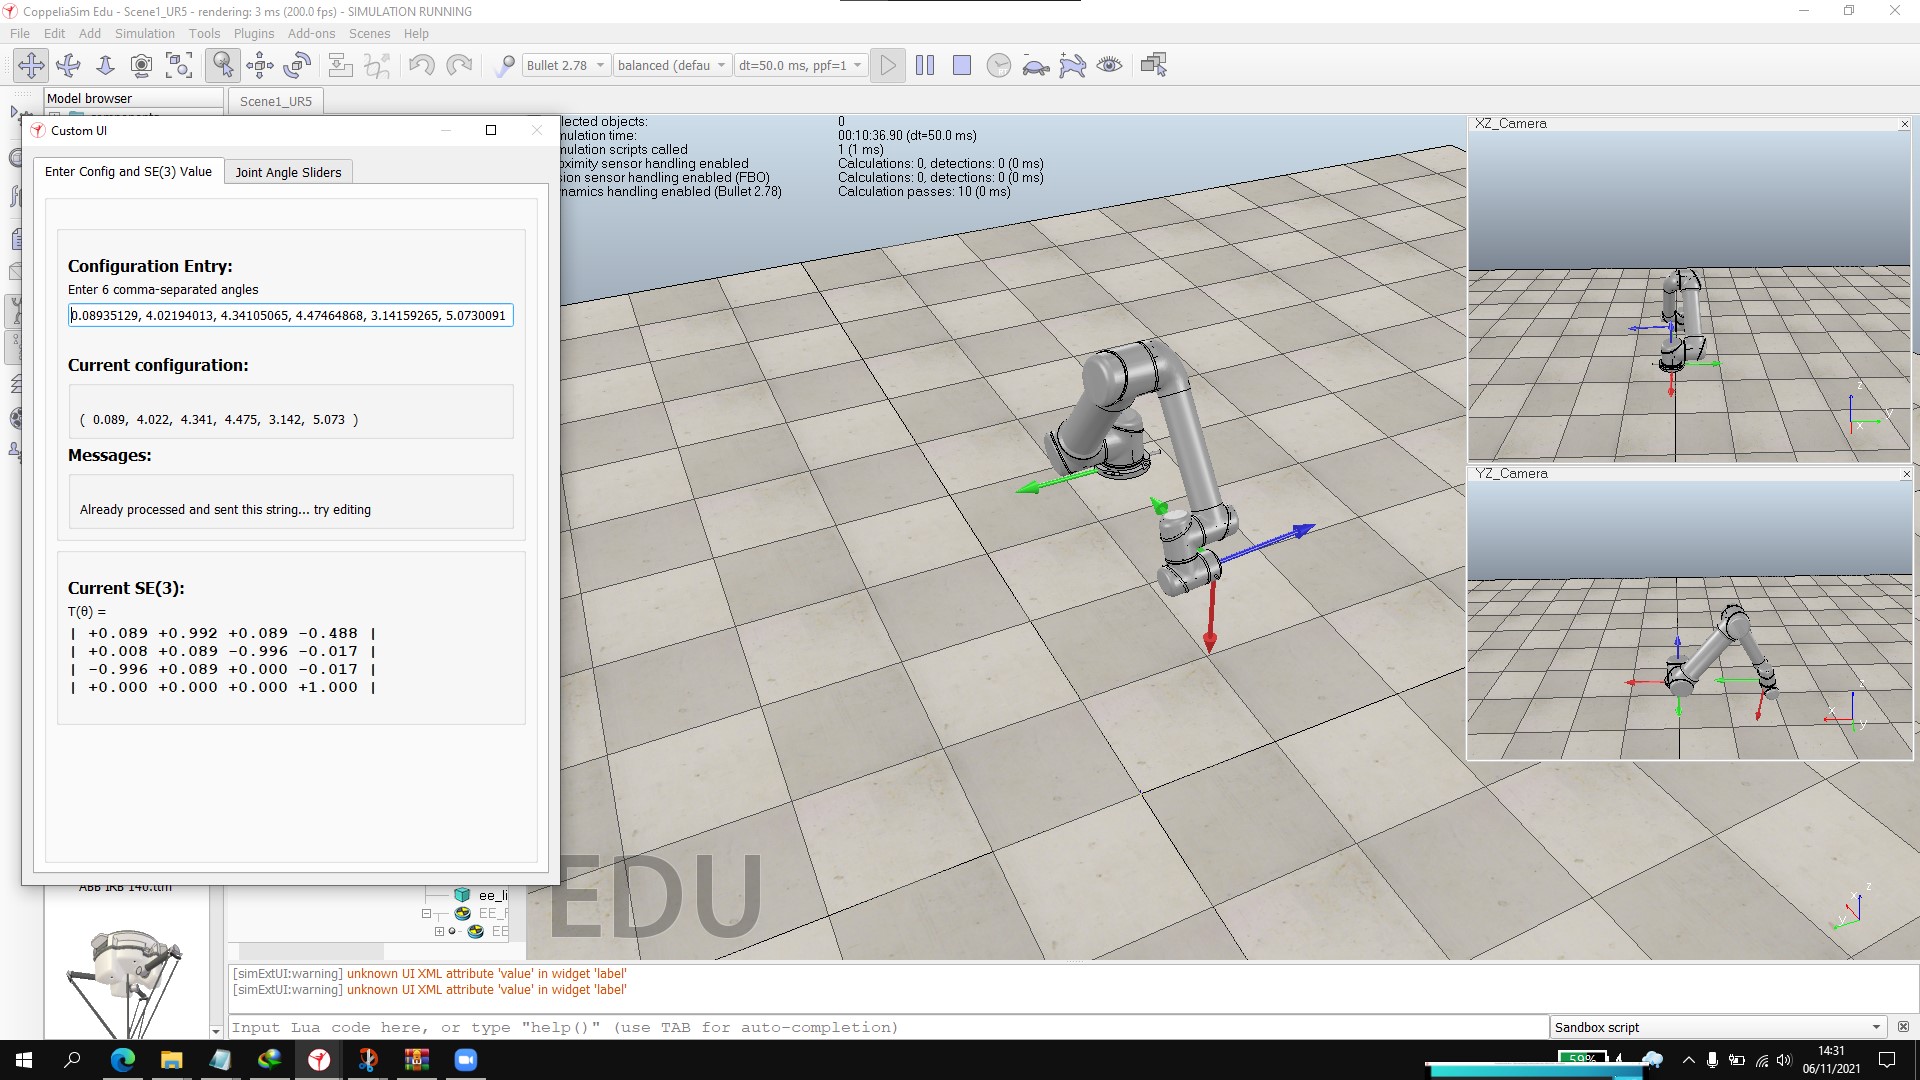 CoppeliaSim Edu - Scene1_UR5 - rendering: 3 ms (200.0 fps) - SIMULATION RUNNING
File Edit Add Simulation Tools Plugins Add-ons Scenes Help
Bullet 2.78 balanced (defau dt=50.0 ms, ppf=1
Model browser
Scene1_UR5
Custom UI
Enter Config and SE(3) Value Joint Angle Sliders
Configuration Entry:
Enter 6 comma-separated angles
0.08935129, 4.02194013, 4.34105065, 4.47464868, 3.14159265, 5.0730091
Current configuration:
( 0.089, 4.022, 4.341, 4.475, 3.142, 5.073 )
Messages:
Already processed and sent this string... try editing
Current SE(3):
T(θ) =
| +0.089 +0.992 +0.089 -0.488 |
| +0.008 +0.089 -0.996 -0.017 |
| -0.996 +0.089 +0.000 -0.017 |
| +0.000 +0.000 +0.000 +1.000 |
lected objects: 0
mulation time: 00:10:36.90 (dt=50.0 ms)
mulation scripts called 1 (1 ms)
oximity sensor handling enabled Calculations: 0, detections: 0 (0 ms)
sion sensor handling enabled (FBO) Calculations: 0, detections: 0 (0 ms)
namics handling enabled (Bullet 2.78) Calculation passes: 10 (0 ms)
XZ_Camera
z
y
x
YZ_Camera
z
x
y
EDU
z
x
y
ABB IRB 140.ttm
ee_li
EE_F
EE
[simExtUI:warning] unknown UI XML attribute 'value' in widget 'label'
[simExtUI:warning] unknown UI XML attribute 'value' in widget 'label'
Input Lua code here, or type "help()" (use TAB for auto-completion)
Sandbox script
59%
14:31
06/11/2021